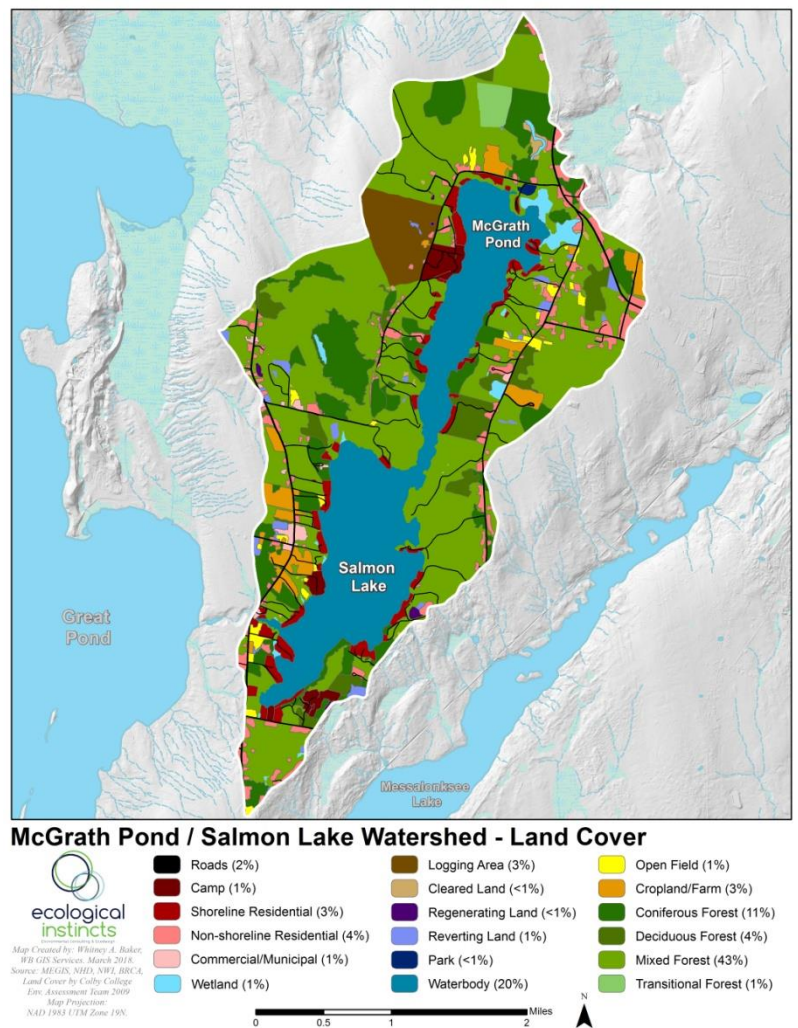 McGrath
Pond
Salmon
Lake
Great
Pond
Messalonksee
Lake
McGrath Pond / Salmon Lake Watershed - Land Cover
ecological
instincts
Map Created by: Whitney A. Baker,
WB GIS Services. March 2018.
Source: MEGIS, NHD, NWI, BRCA,
Land Cover by Colby College
Env. Assessment Team 2009
Map Projection:
NAD 1983 UTM Zone 19N.
Roads (2%)
Camp (1%)
Shoreline Residential (3%)
Non-shoreline Residential (4%)
Commercial/Municipal (1%)
Wetland (1%)
Logging Area (3%)
Cleared Land (<1%)
Regenerating Land (<1%)
Reverting Land (1%)
Park (<1%)
Waterbody (20%)
Open Field (1%)
Cropland/Farm (3%)
Coniferous Forest (11%)
Deciduous Forest (4%)
Mixed Forest (43%)
Transitional Forest (1%)
Miles
0 0.5 1 2
N